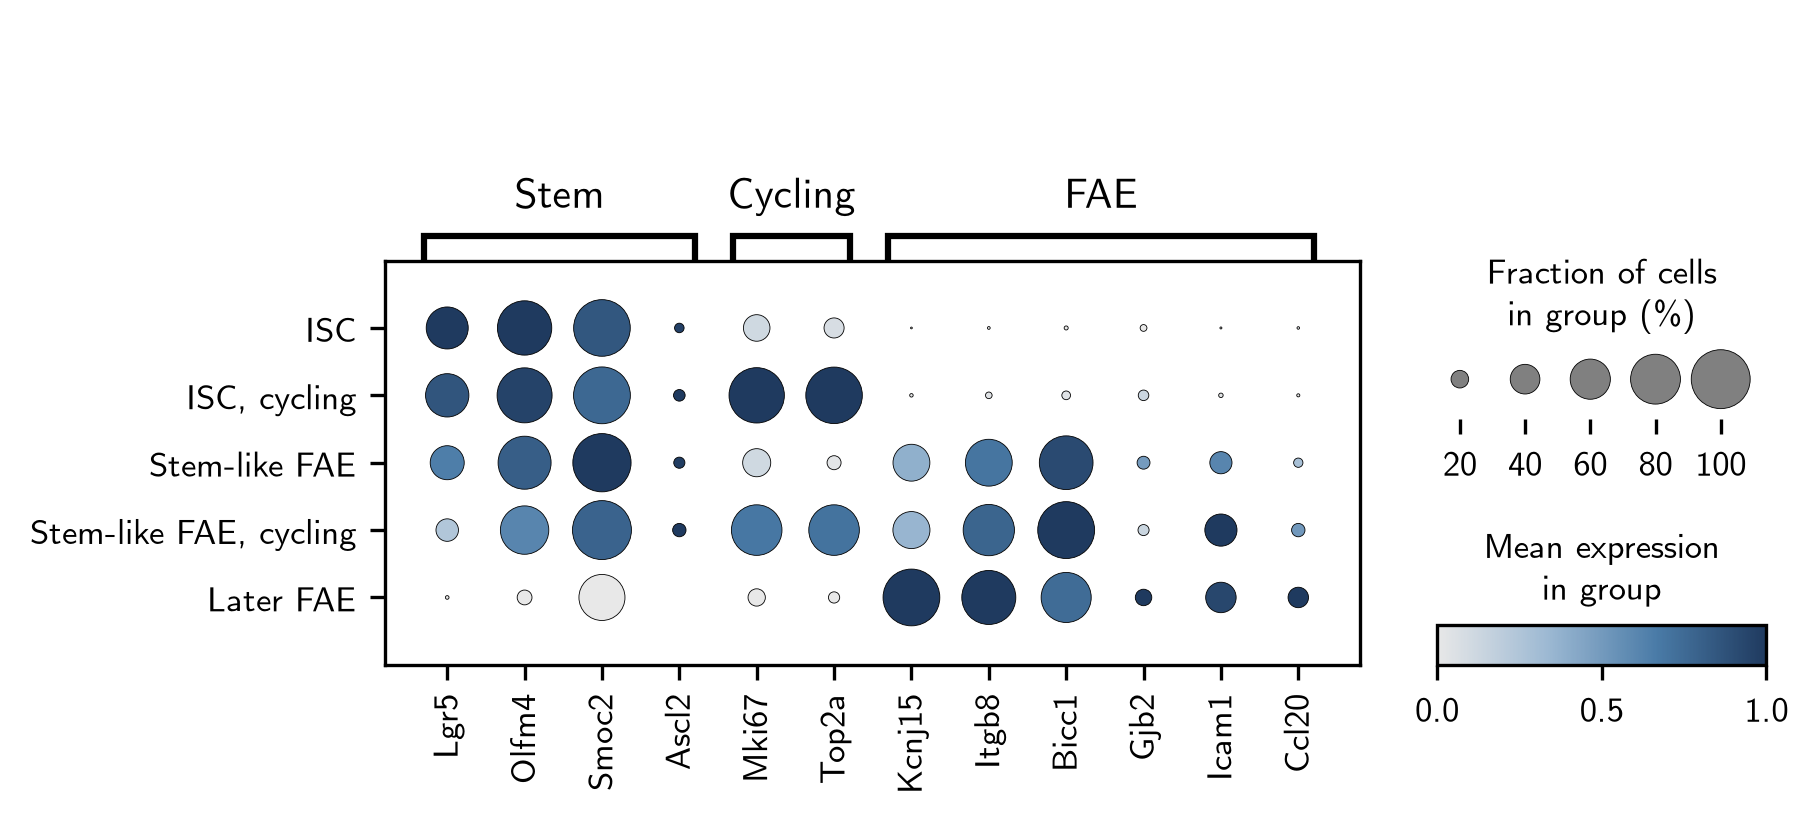 Stem Cycling FAE
ISC
ISC, cycling
Stem-like FAE
Stem-like FAE, cycling
Later FAE
Lgr5
Olfm4
Smoc2
Ascl2
Mki67
Top2a
Kcnj15
Itgb8
Bicc1
Gjb2
Icam1
Ccl20
Fraction of cells
in group (%)
20 40 60 80 100
Mean expression
in group
0.0 0.5 1.0